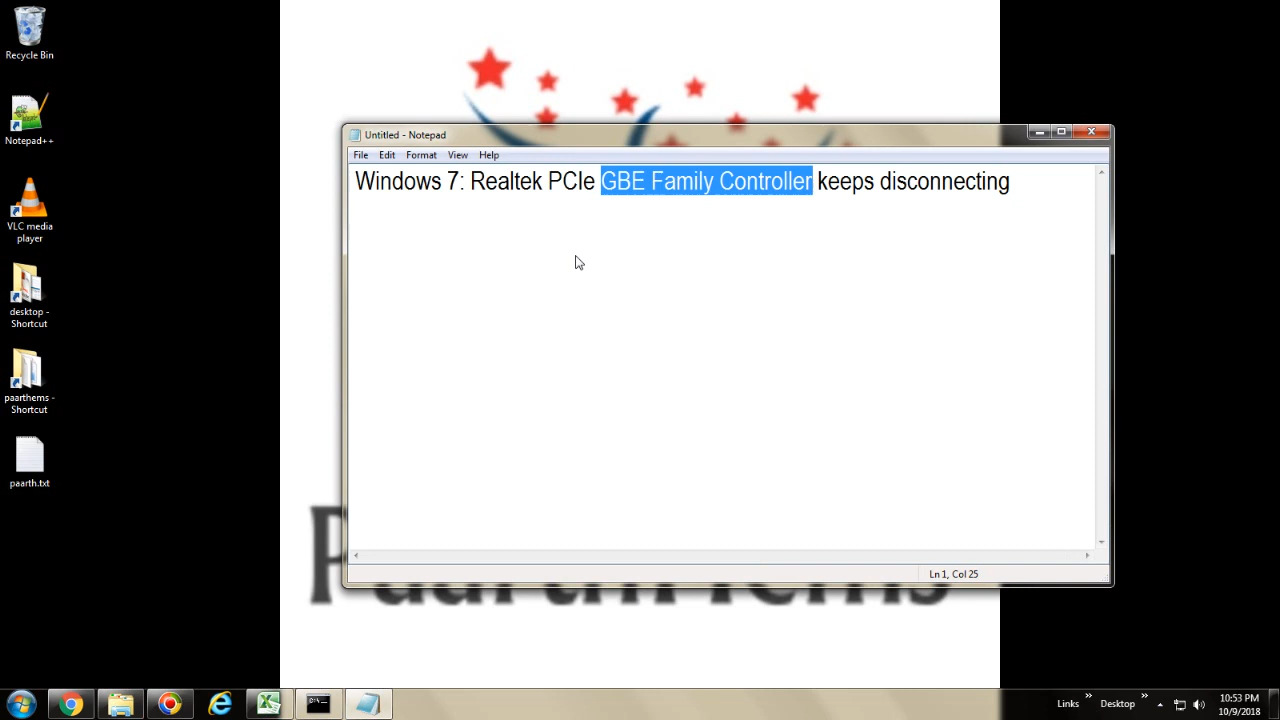 Recycle Bin
Notepad++
VLC media
player
desktop -
Shortcut
paarthems -
Shortcut
paarth.txt
Untitled - Notepad
File Edit Format View Help
Windows 7: Realtek PCIe GBE Family Controller keeps disconnecting
Ln 1, Col 25
Links
Desktop
10:53 PM
10/9/2018